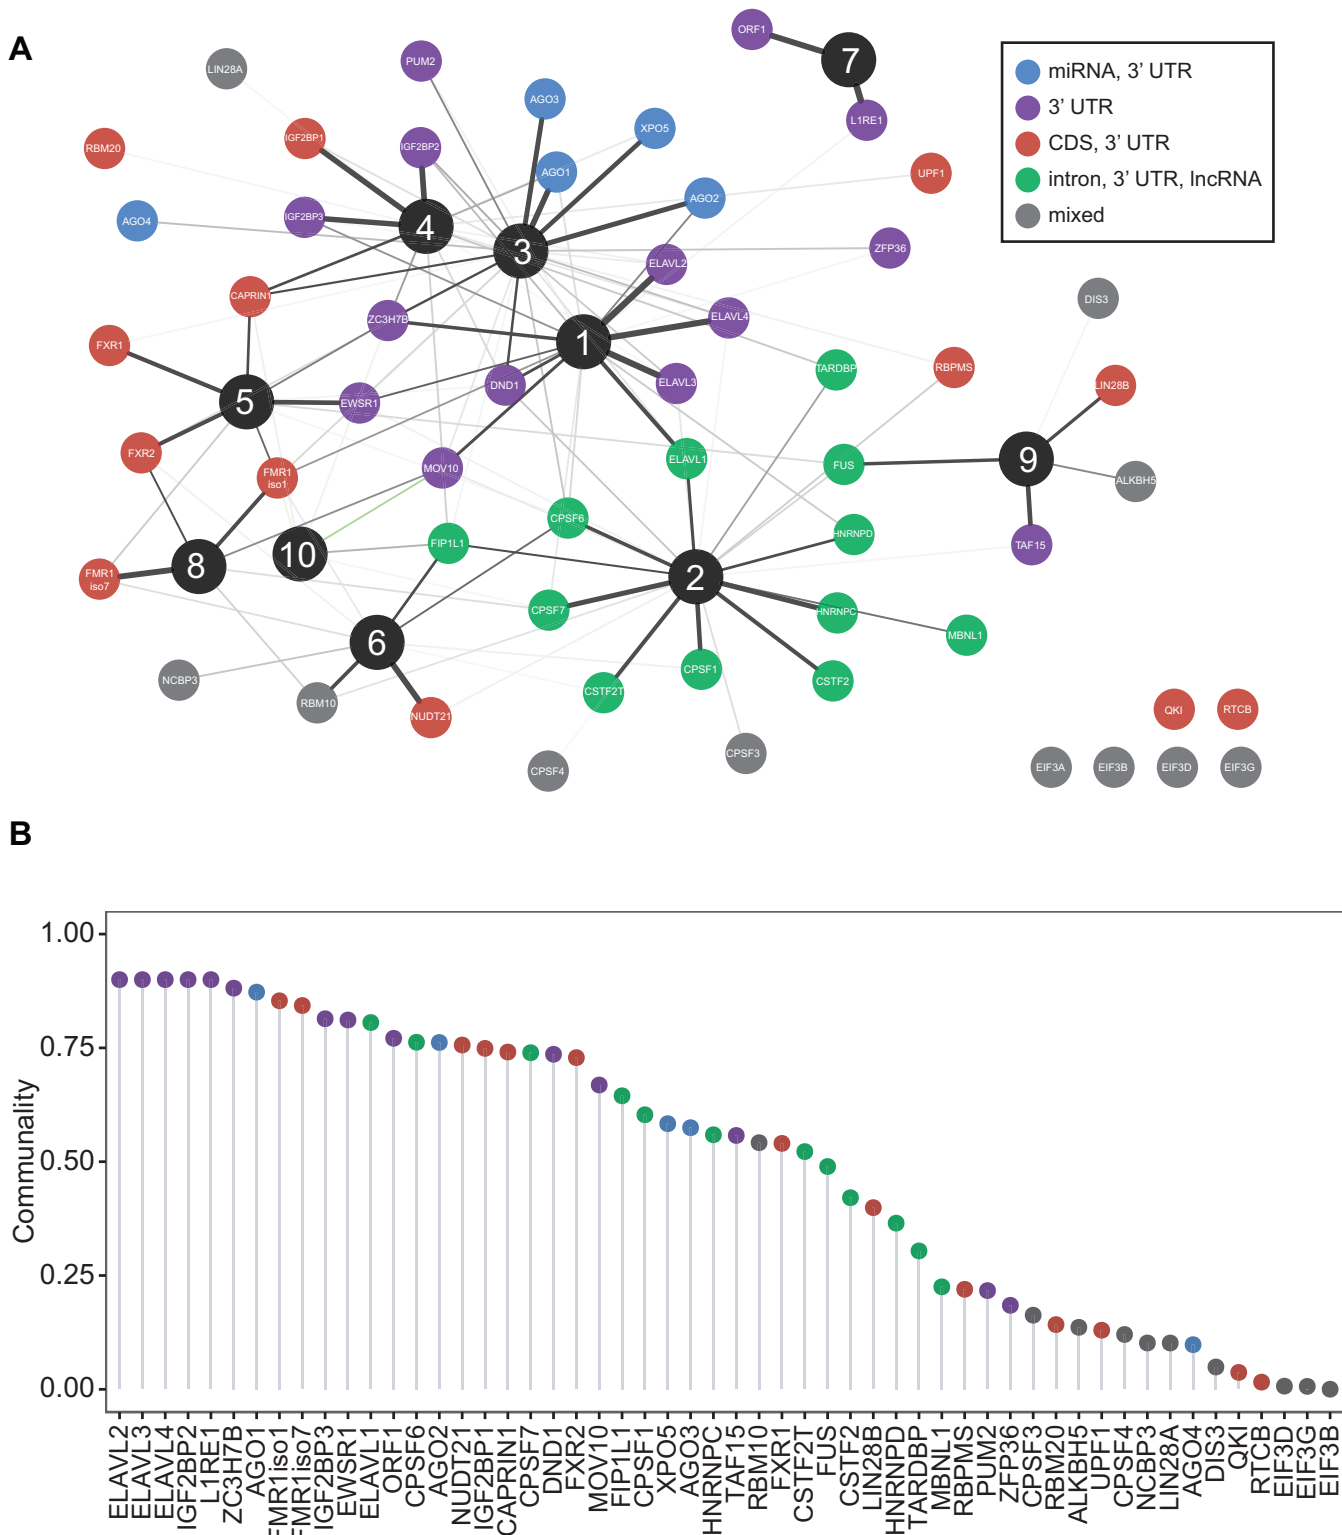 A
ORF1
7
L1RE1
miRNA, 3’ UTR
3’ UTR
CDS, 3’ UTR
intron, 3’ UTR, lncRNA
mixed
LIN28A
PUM2
AGO3
XPO5
RBM20
IGF2BP1
IGF2BP2
AGO1
UPF1
AGO4
IGF2BP3
4
3
AGO2
ZFP36
ELAVL2
CAPRIN1
ZC3H7B
1
ELAVL4
DIS3
FXR1
5
EWSR1
DND1
ELAVL3
TARDBP
RBPMS
LIN28B
FXR2
FMR1
iso1
MOV10
ELAVL1
FUS
9
ALKBH5
CPSF6
HNRNPD
TAF15
FMR1
iso7
8
10
FIP1L1
2
CPSF7
HNRNPC
MBNL1
6
NCBP3
RBM10
NUDT21
CSTF2T
CPSF1
CSTF2
CPSF4
CPSF3
QKI
RTCB
EIF3A
EIF3B
EIF3D
EIF3G
B
Communality
1.00
0.75
0.50
0.25
0.00
ELAVL2
ELAVL3
ELAVL4
IGF2BP2
L1RE1
ZC3H7B
AGO1
FMR1iso1
FMR1iso7
IGF2BP3
EWSR1
ELAVL1
ORF1
CPSF6
AGO2
NUDT21
IGF2BP1
CAPRIN1
CPSF7
DND1
FXR2
MOV10
FIP1L1
CPSF1
XPO5
AGO3
HNRNPC
TAF15
RBM10
FXR1
CSTF2T
FUS
CSTF2
LIN28B
HNRNPD
TARDBP
MBNL1
RBPMS
PUM2
ZFP36
CPSF3
RBM20
ALKBH5
UPF1
CPSF4
NCBP3
LIN28A
AGO4
DIS3
QKI
RTCB
EIF3D
EIF3G
EIF3B